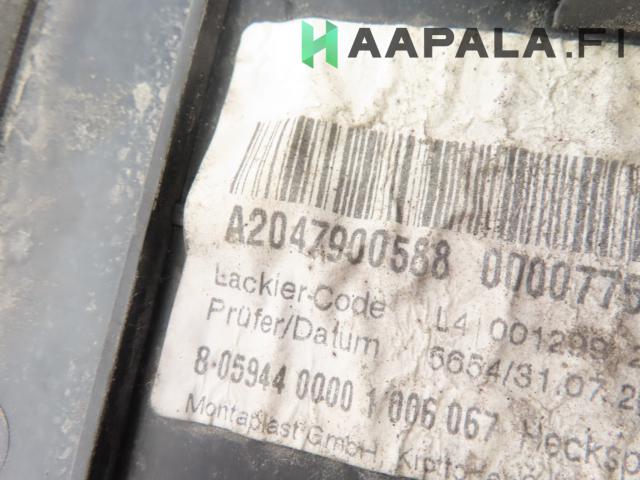 HAAPALA.FI
A2047900568 0000775
Lackier-Code L4 001299
Prüfer/Datum 5654/31.07.2
8-05944 0000 1 006 067 Hecksp
Montaplast GmbH,